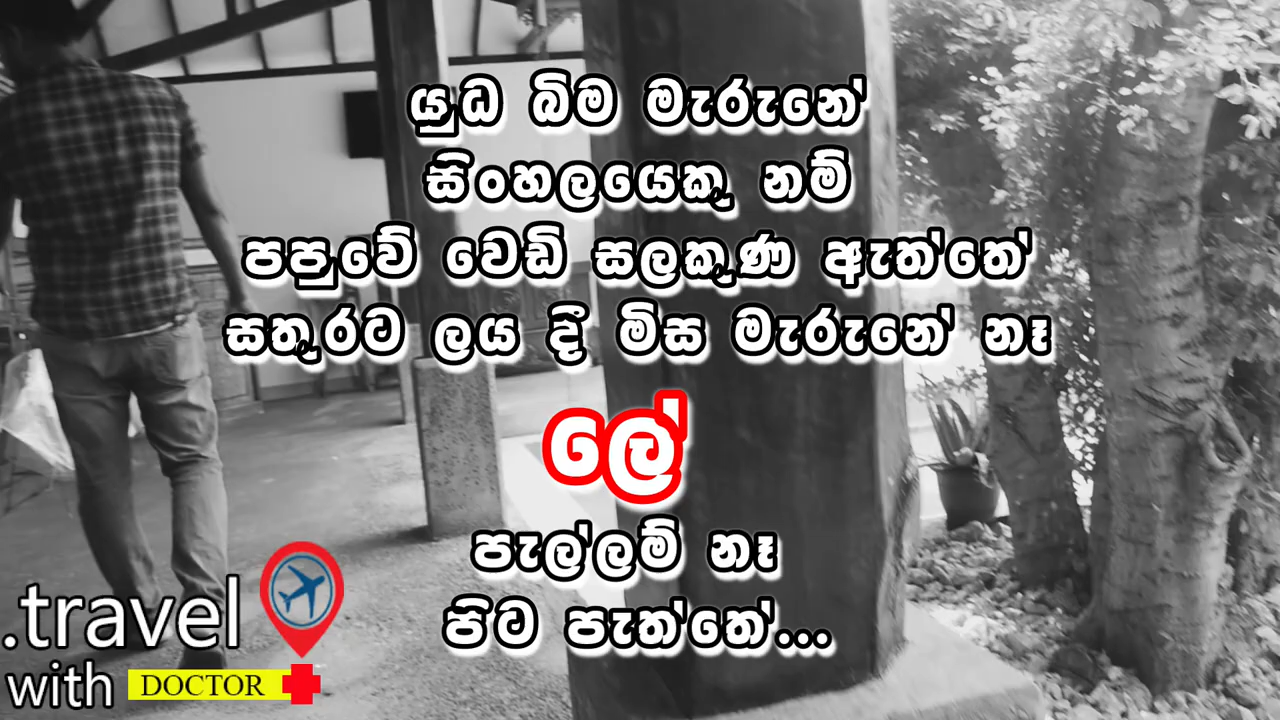 යුධ බිම මැරුනේ
සිංහලයෙකු නම්
පපුවේ වෙඩි සලකුණ ඇත්තේ
සතුරට ලය දී මිස මැරුනේ නෑ
ලේ
පැල්ලම් නෑ
පිට පැත්තේ...
.travel
with DOCTOR